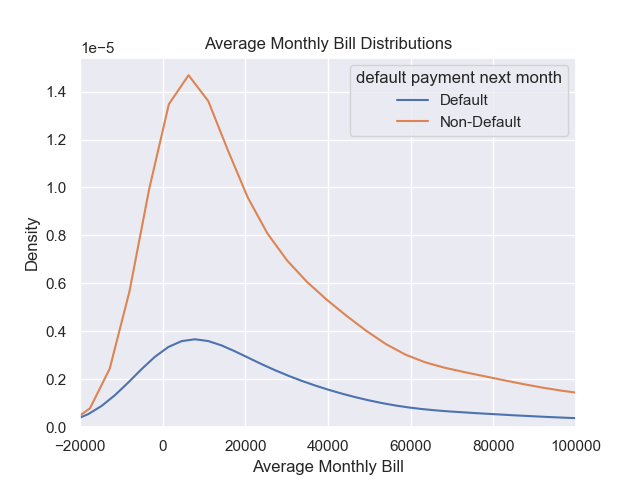 Average Monthly Bill Distributions
1e−5
default payment next month
Default
Non-Default
1.4
1.2
1.0
0.8
0.6
0.4
0.2
0.0
Density
−20000 0 20000 40000 60000 80000 100000
Average Monthly Bill